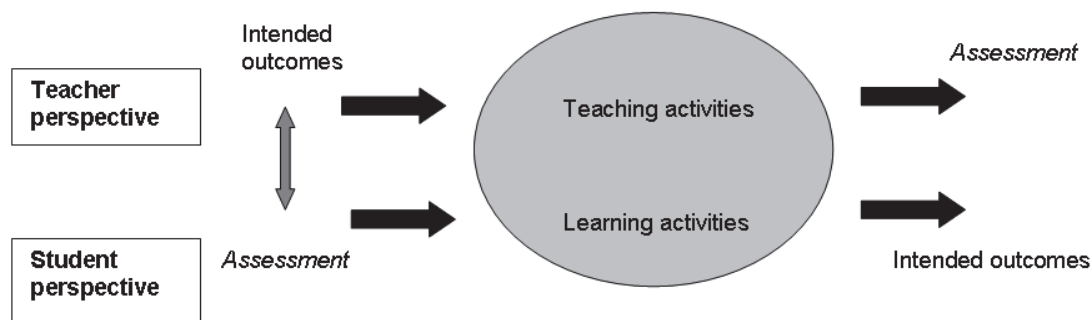 Intended
outcomes
Assessment
Teacher
perspective
Teaching activities
Learning activities
Student
perspective
Assessment
Intended outcomes